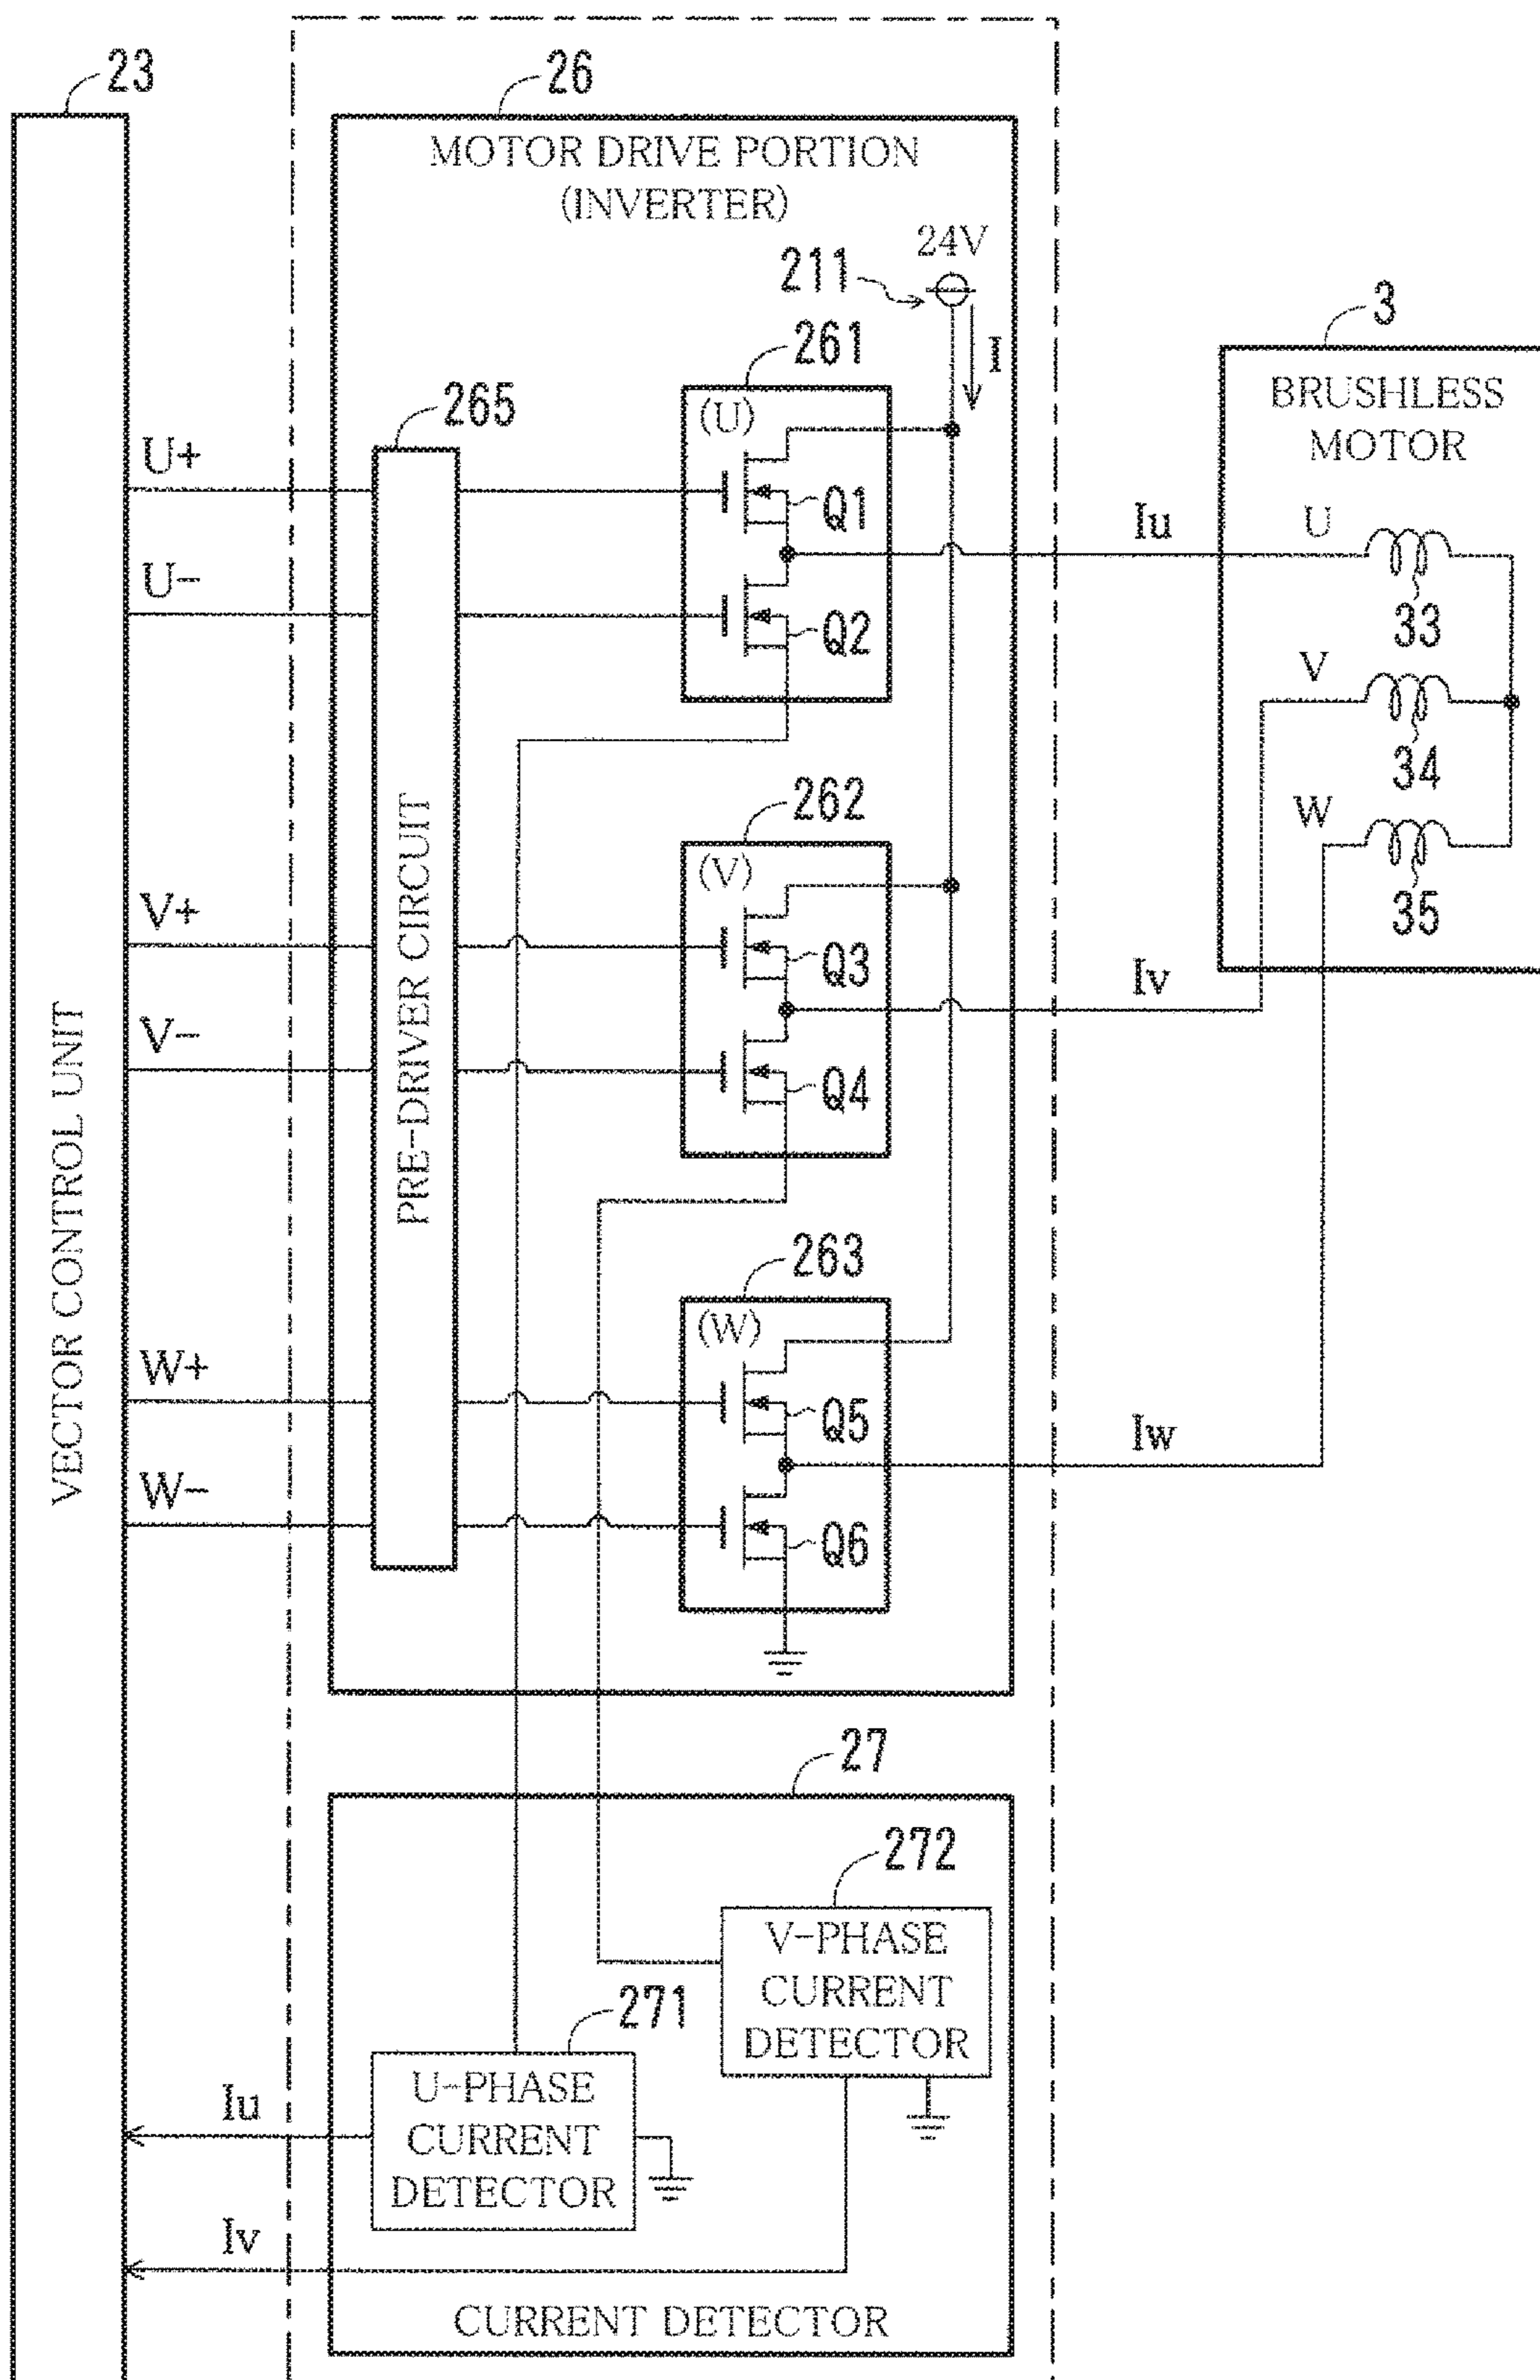 23
26
MOTOR DRIVE PORTION
(INVERTER)
24V
211
I
3
261
265
(U)
BRUSHLESS
MOTOR
U+
Q1
Iu
U
U-
Q2
33
V
34
262
W
(V)
35
V+
Q3
Iv
V-
Q4
PRE-DRIVER CIRCUIT
VECTOR CONTROL UNIT
263
(W)
W+
Q5
Iw
W-
Q6
27
272
V-PHASE
CURRENT
DETECTOR
271
U-PHASE
CURRENT
DETECTOR
Iu
Iv
CURRENT DETECTOR